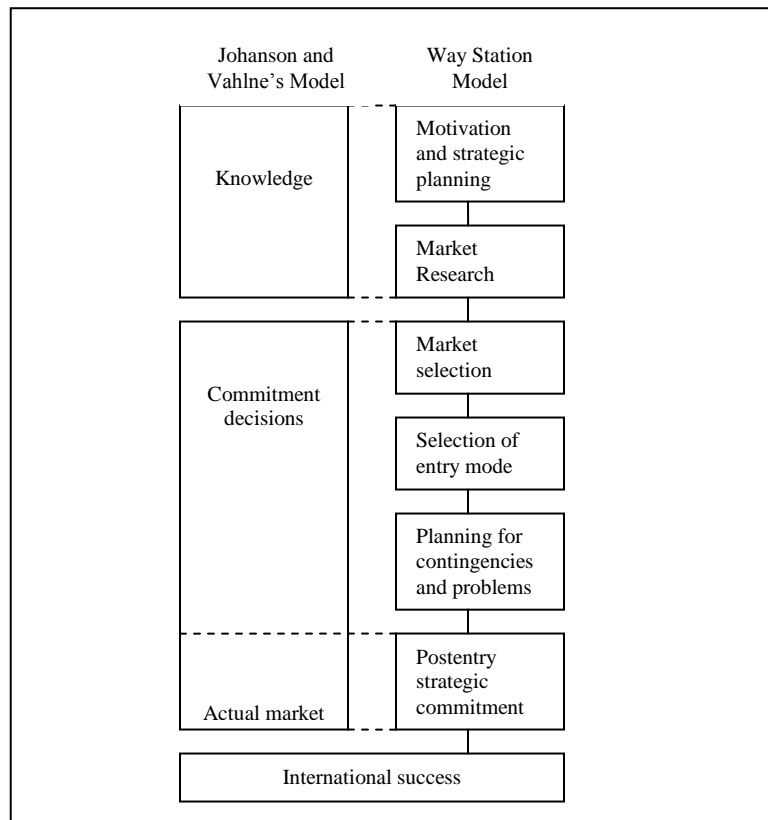 Johanson and
Vahlne's Model
Way Station
Model
Knowledge
Motivation
and strategic
planning
Market
Research
Commitment
decisions
Market
selection
Selection of
entry mode
Planning for
contingencies
and problems
Actual market
Postentry
strategic
commitment
International success